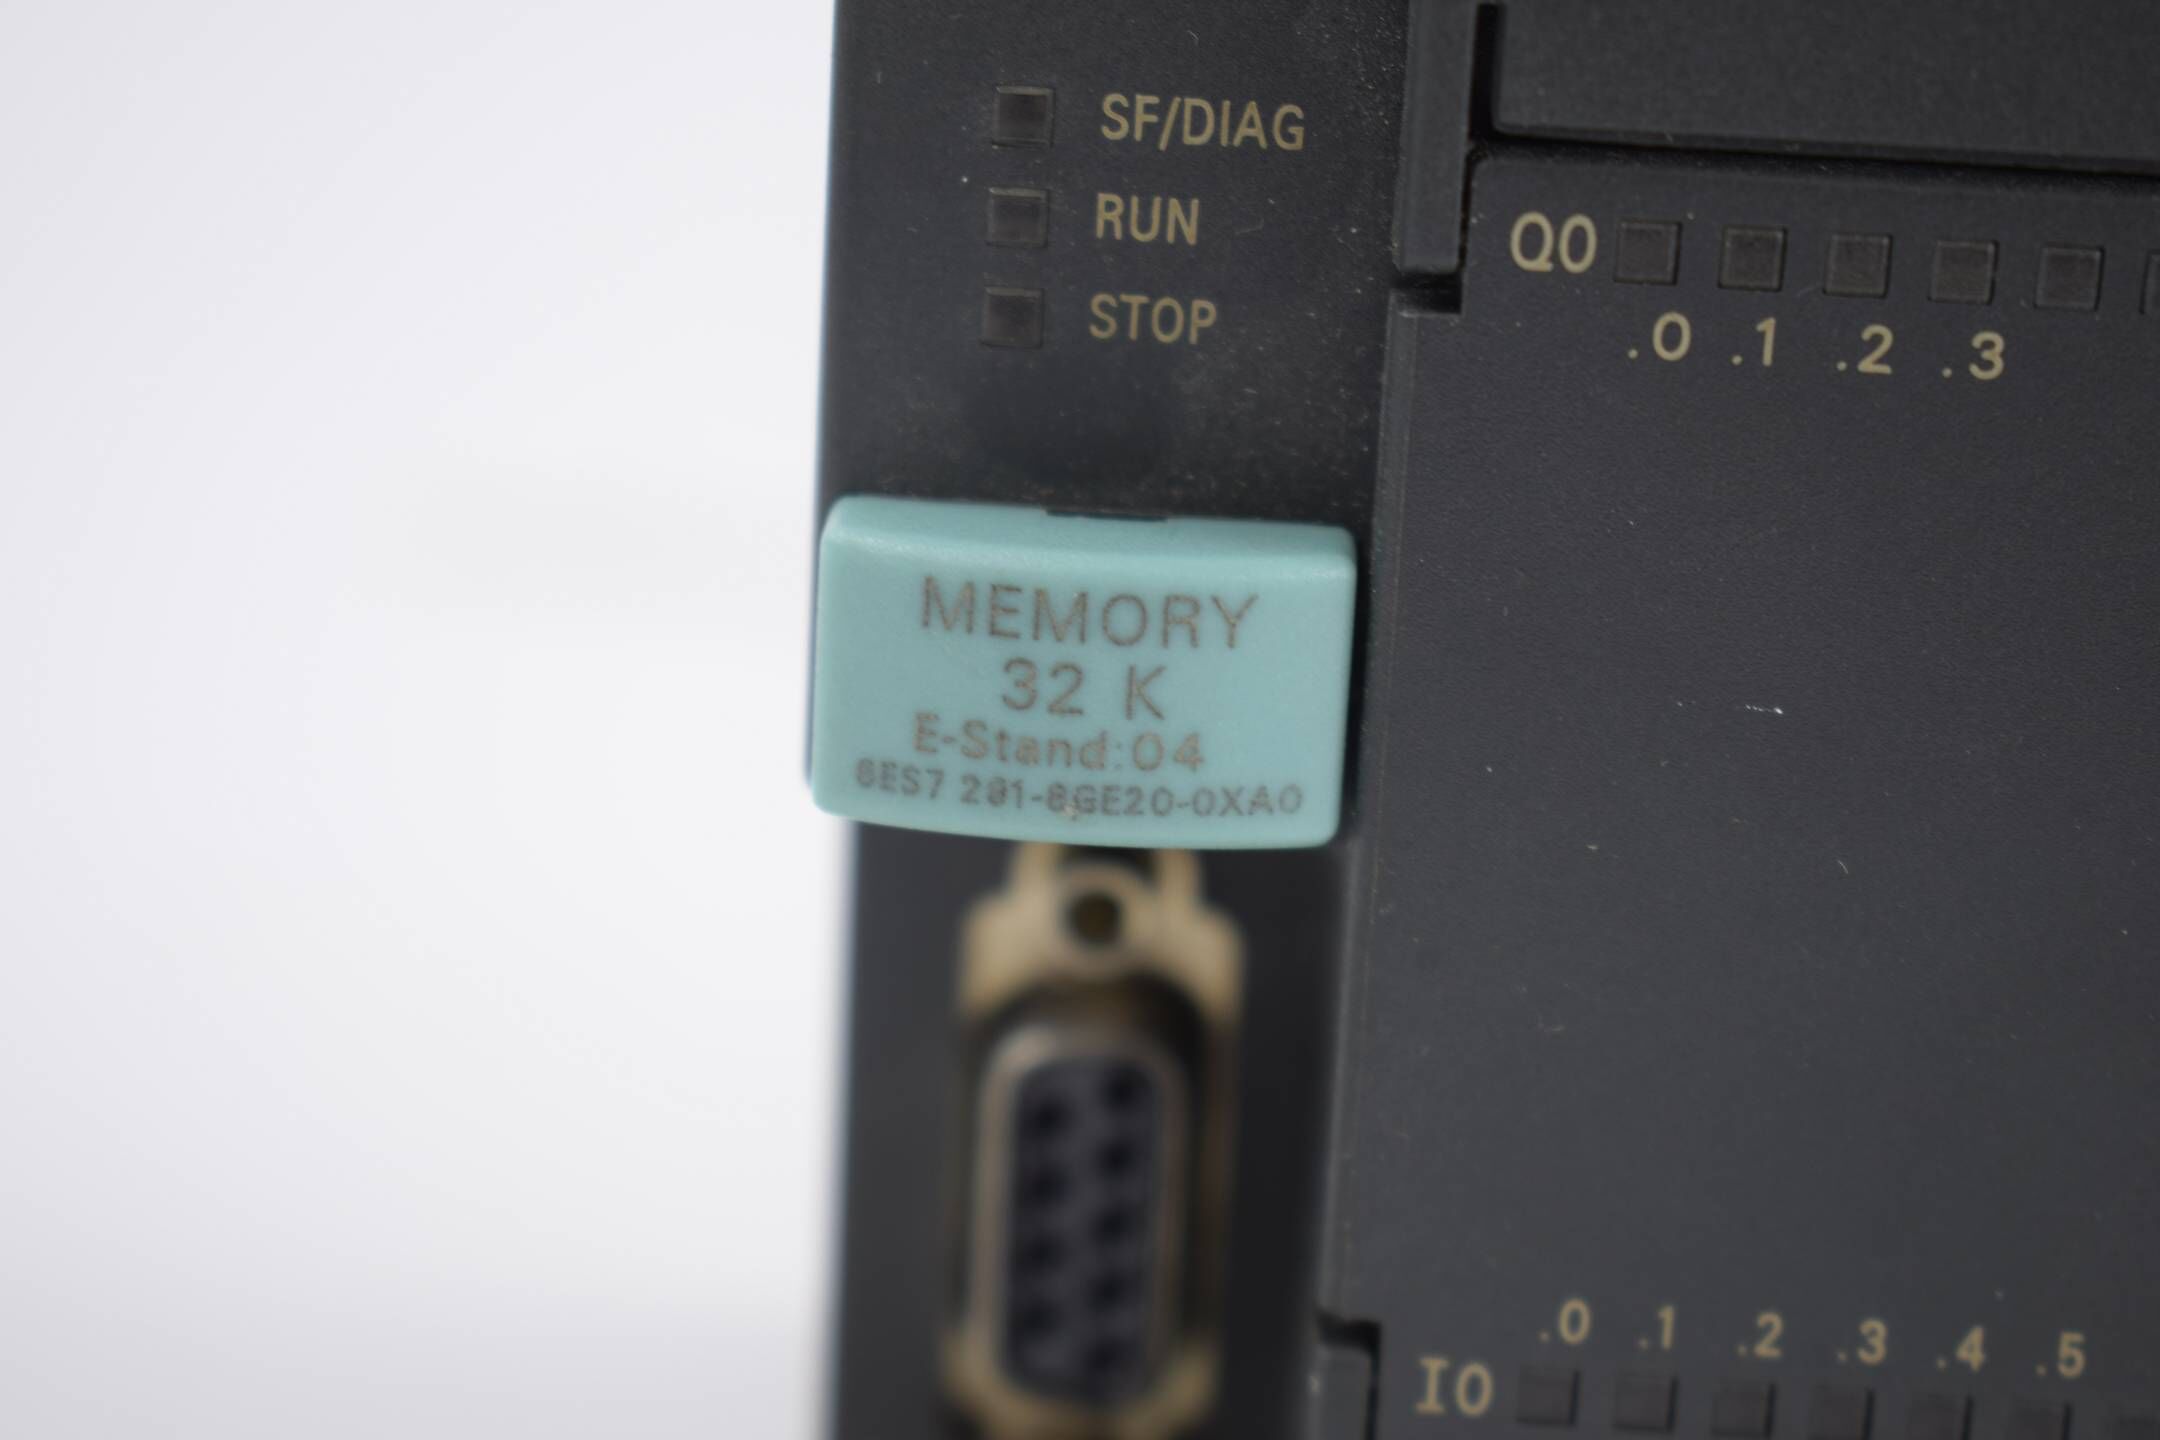 SF/DIAG
RUN
STOP
Q0
.0 .1 .2 .3
MEMORY
32 K
E-Stand:04
6ES7 291-8GE20-0XA0
.0 .1 .2 .3 .4 .5
I0